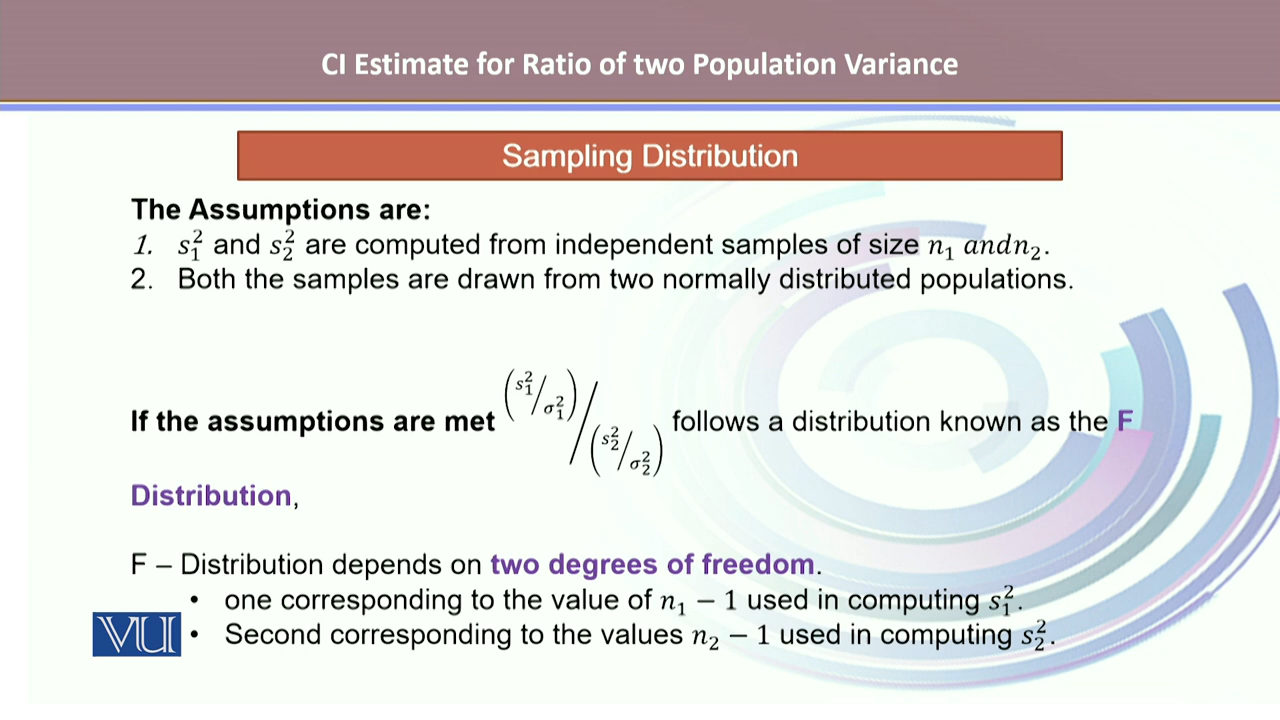 CI Estimate for Ratio of two Population Variance
Sampling Distribution
The Assumptions are:
1. s₁² and s₂² are computed from independent samples of size n₁ andn₂.
2. Both the samples are drawn from two normally distributed populations.
If the assumptions are met (s₁²/σ₁²)/(s₂²/σ₂²) follows a distribution known as the F
Distribution,
F – Distribution depends on two degrees of freedom.
• one corresponding to the value of n₁ − 1 used in computing s₁².
VU • Second corresponding to the values n₂ − 1 used in computing s₂².